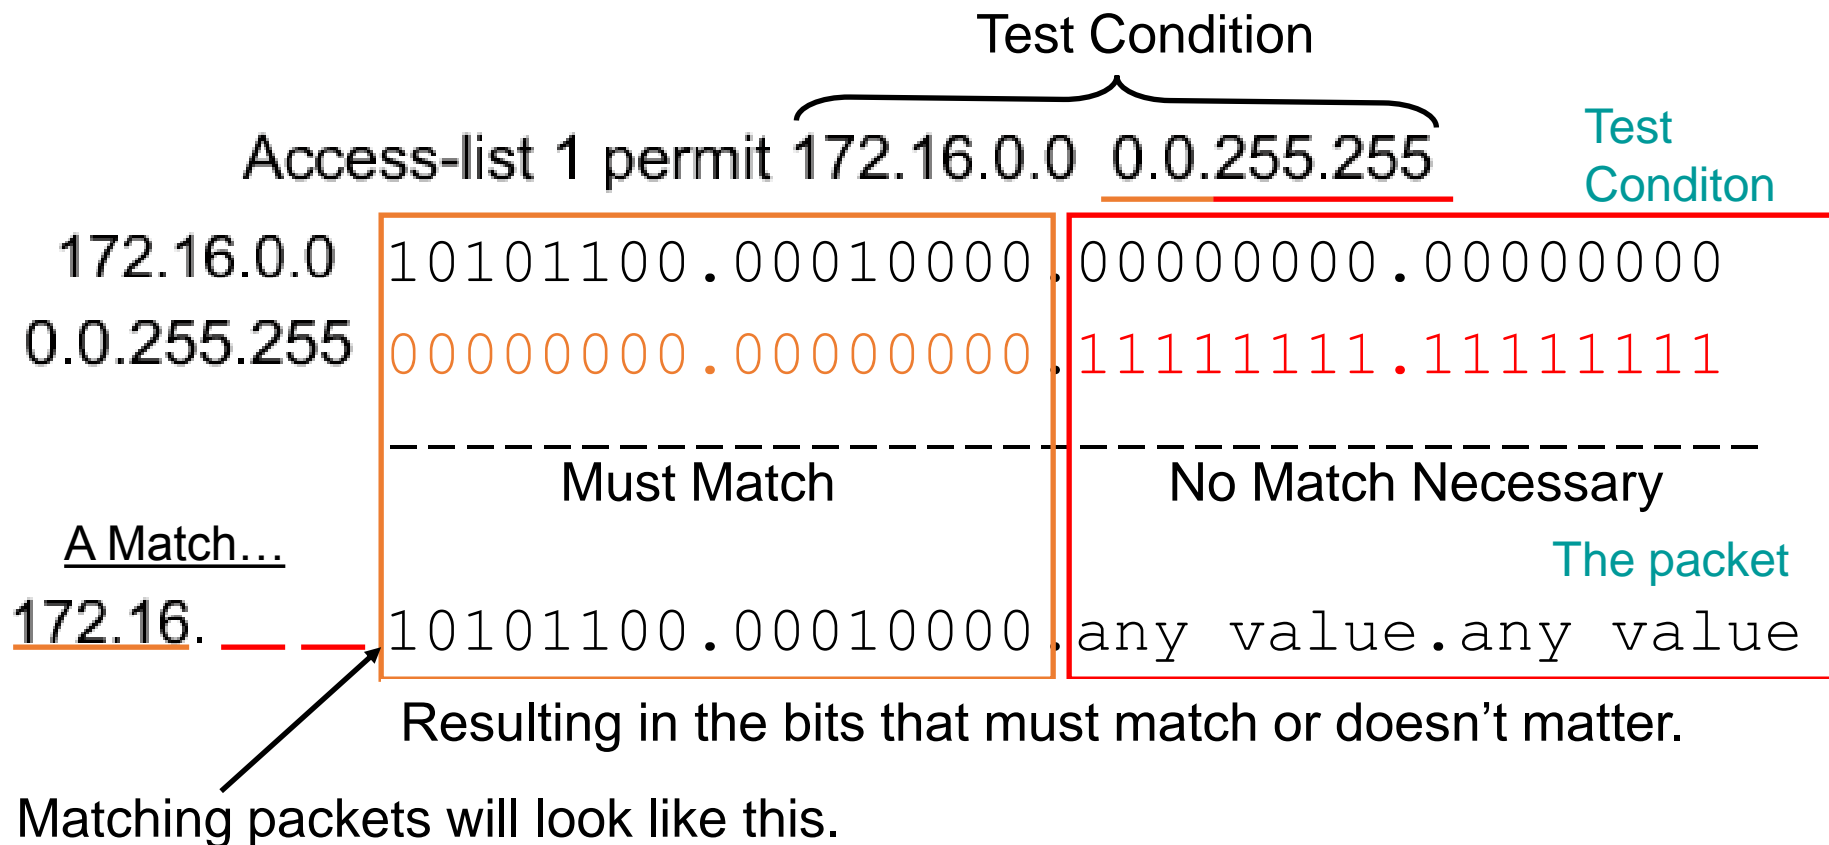 Test Condition
Access-list 1 permit 172.16.0.0 0.0.255.255
Test
Conditon
172.16.0.0 10101100.00010000.00000000.00000000
0.0.255.255 00000000.00000000.11111111.11111111
Must Match No Match Necessary
A Match…
The packet
172.16. 10101100.00010000.any value.any value
Resulting in the bits that must match or doesn’t matter.
Matching packets will look like this.